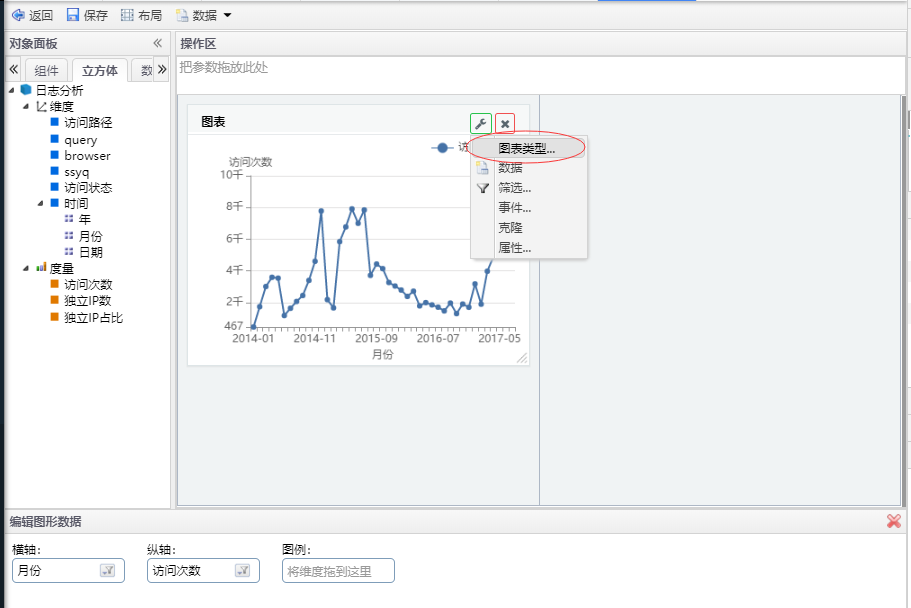 返回 保存 布局 数据
对象面板
操作区
组件 立方体 数
把参数拖放此处
日志分析
维度
访问路径
query
browser
ssyq
访问状态
时间
年
月份
日期
度量
访问次数
独立IP数
独立IP占比
图表
访
访问次数
10千
8千
6千
4千
2千
467
2014-01 2014-11 2015-09 2016-07 2017-05
月份
图表类型...
数据
筛选...
事件...
克隆
属性...
编辑图形数据
横轴: 纵轴: 图例:
月份 访问次数 将维度拖到这里